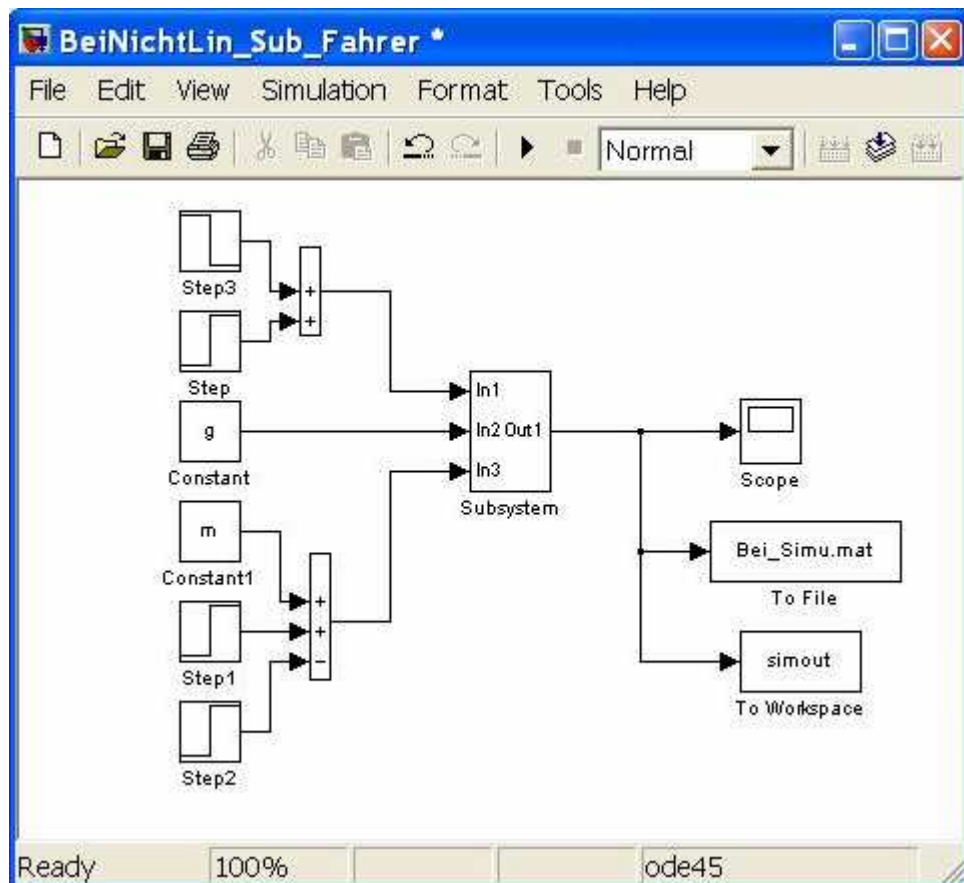 BeiNichtLin_Sub_Fahrer *
File Edit View Simulation Format Tools Help
Normal
Step3
+
+
Step
g
Constant
In1
In2 Out1
In3
Subsystem
Scope
m
Constant1
+
+
−
Step1
Step2
Bei_Simu.mat
To File
simout
To Workspace
Ready 100% ode45